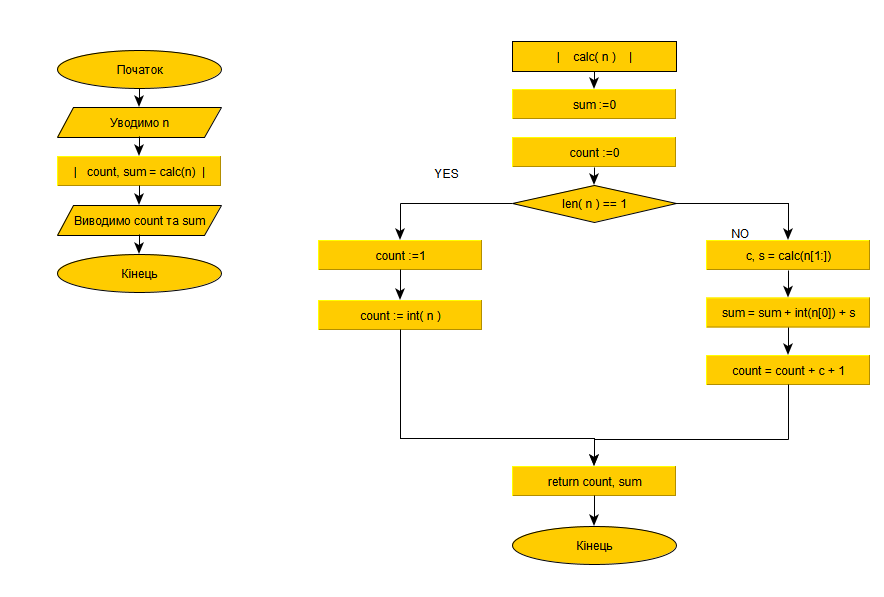 Початок
Уводимо n
| count, sum = calc(n) |
Виводимо count та sum
Кінець
| calc( n ) |
sum :=0
count :=0
YES
len( n ) == 1
NO
count :=1
count := int( n )
c, s = calc(n[1:])
sum = sum + int(n[0]) + s
count = count + c + 1
return count, sum
Кінець